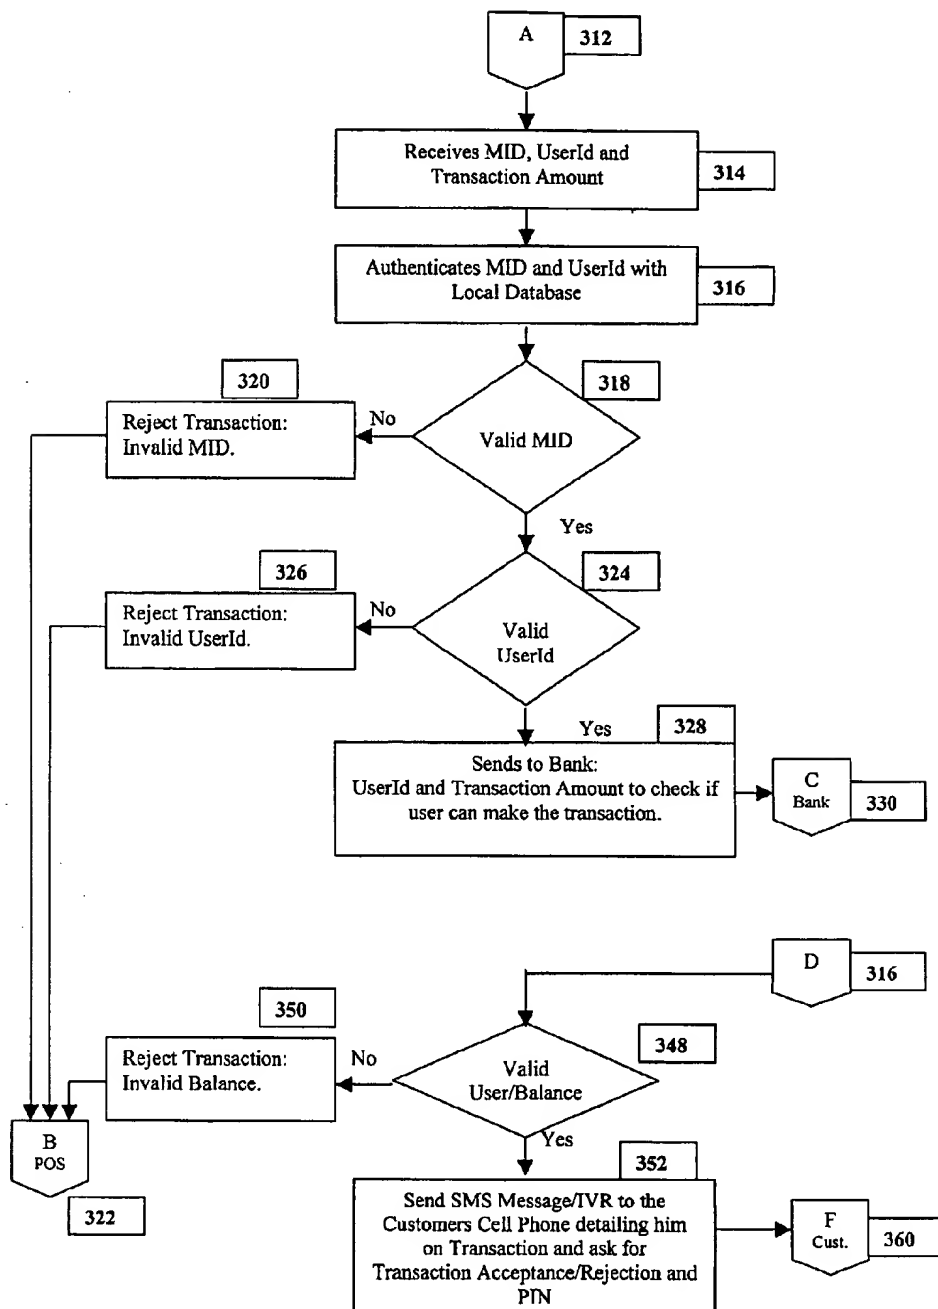 A
312
Receives MID, UserId and
Transaction Amount
314
Authenticates MID and UserId with
Local Database
316
318
Valid MID
No
320
Reject Transaction:
Invalid MID.
Yes
324
Valid
UserId
No
326
Reject Transaction:
Invalid UserId.
Yes
328
Sends to Bank:
UserId and Transaction Amount to check if
user can make the transaction.
C
Bank
330
D
316
348
Valid
User/Balance
No
350
Reject Transaction:
Invalid Balance.
B
POS
322
Yes
352
Send SMS Message/IVR to the
Customers Cell Phone detailing him
on Transaction and ask for
Transaction Acceptance/Rejection and
PIN
F
Cust.
360